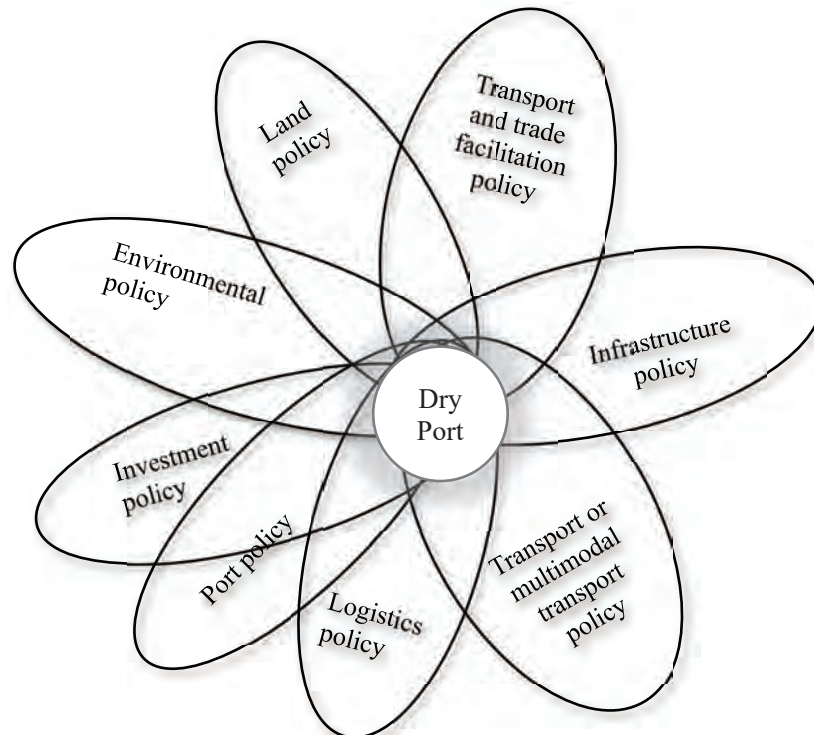 Land
policy
Transport
and trade
facilitation
policy
Environmental
policy
Infrastructure
policy
Dry
Port
Investment
policy
Port policy
Logistics
policy
Transport or
multimodal
transport
policy